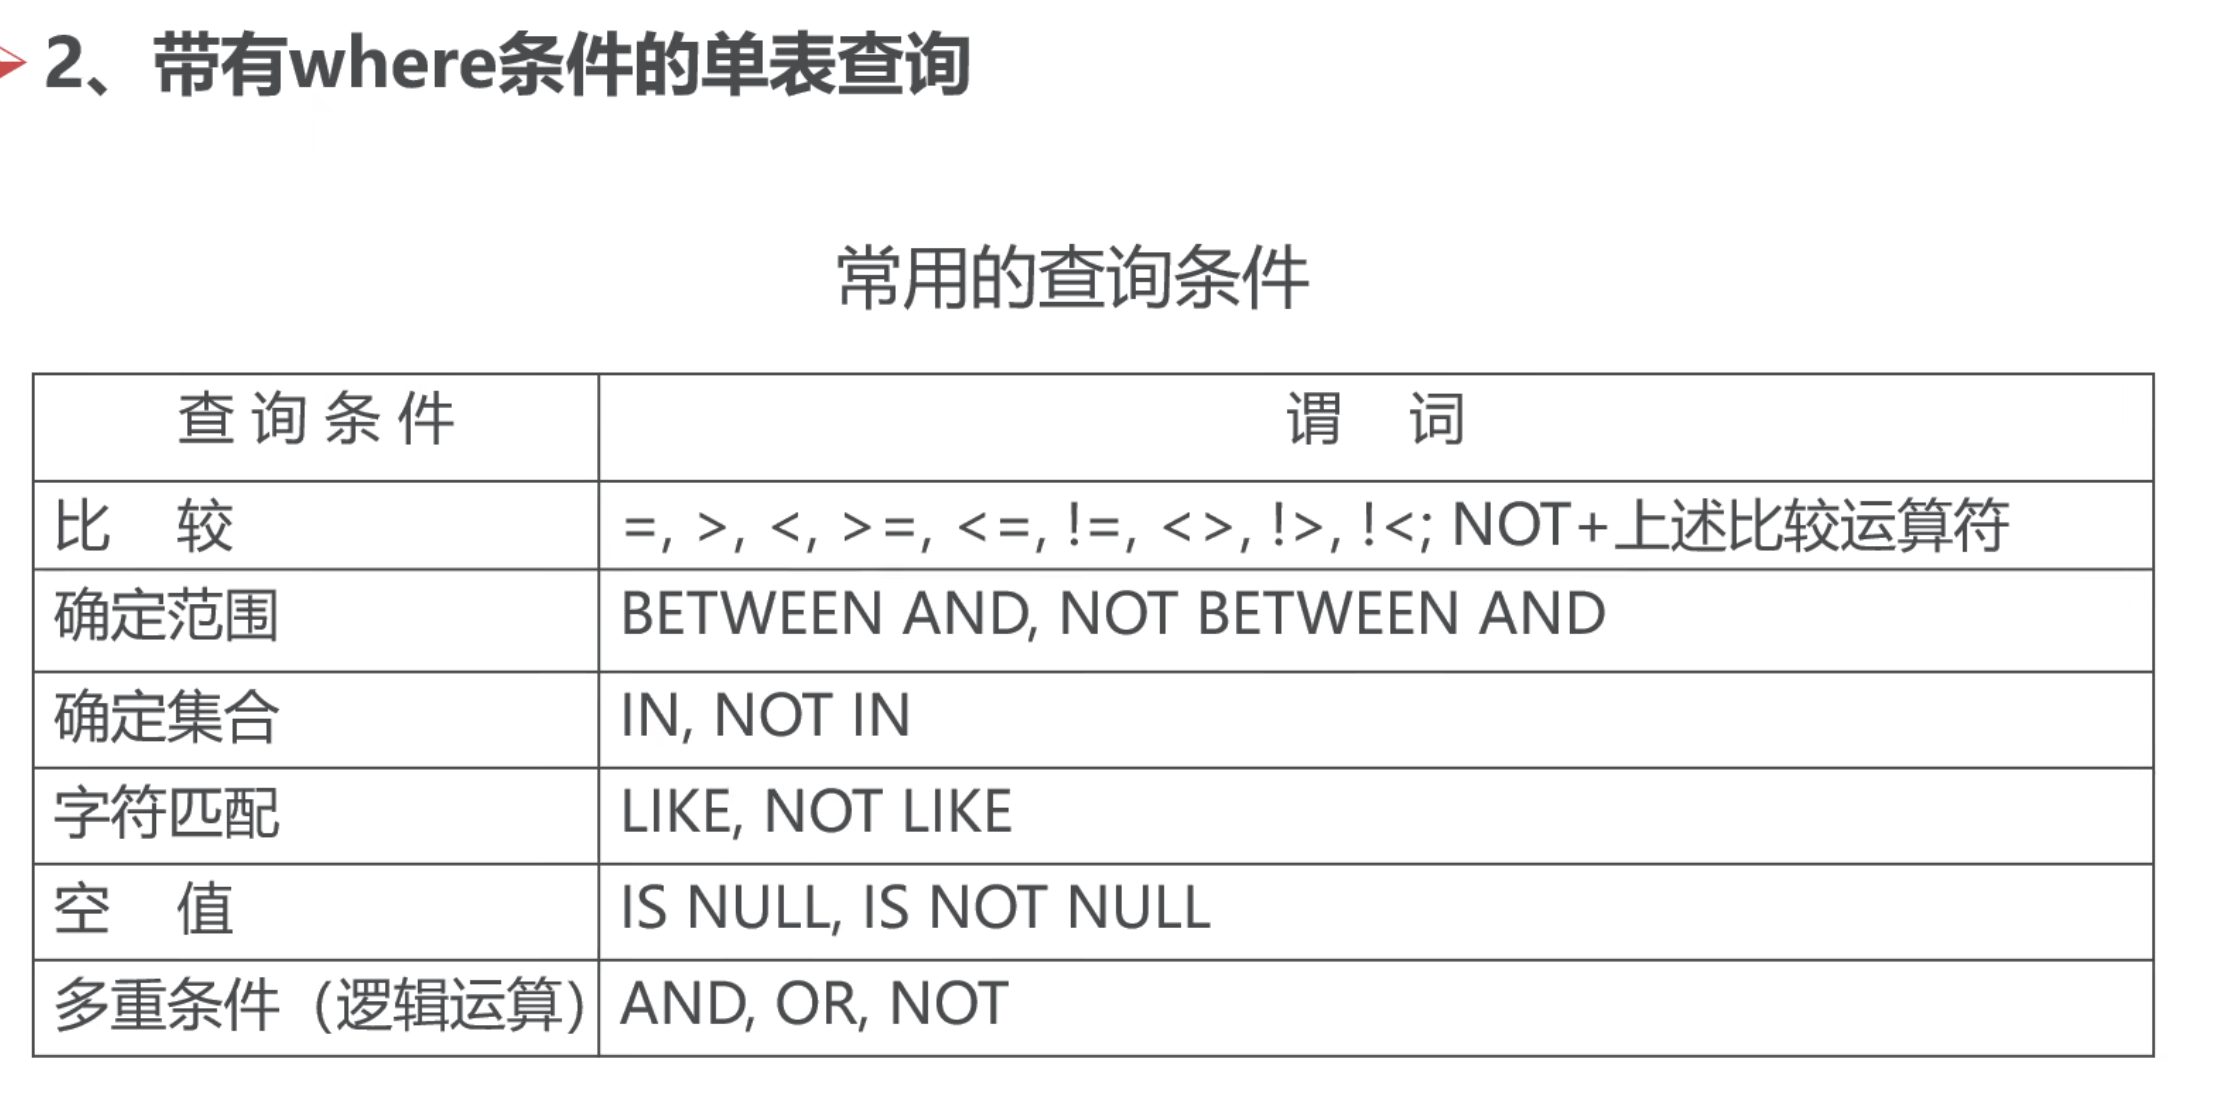 2、带有where条件的单表查询
常用的查询条件
查 询 条 件 谓 词
比 较 =, >, <, >=, <=, !=, <>, !>, !<; NOT+上述比较运算符
确定范围 BETWEEN AND, NOT BETWEEN AND
确定集合 IN, NOT IN
字符匹配 LIKE, NOT LIKE
空 值 IS NULL, IS NOT NULL
多重条件（逻辑运算） AND, OR, NOT